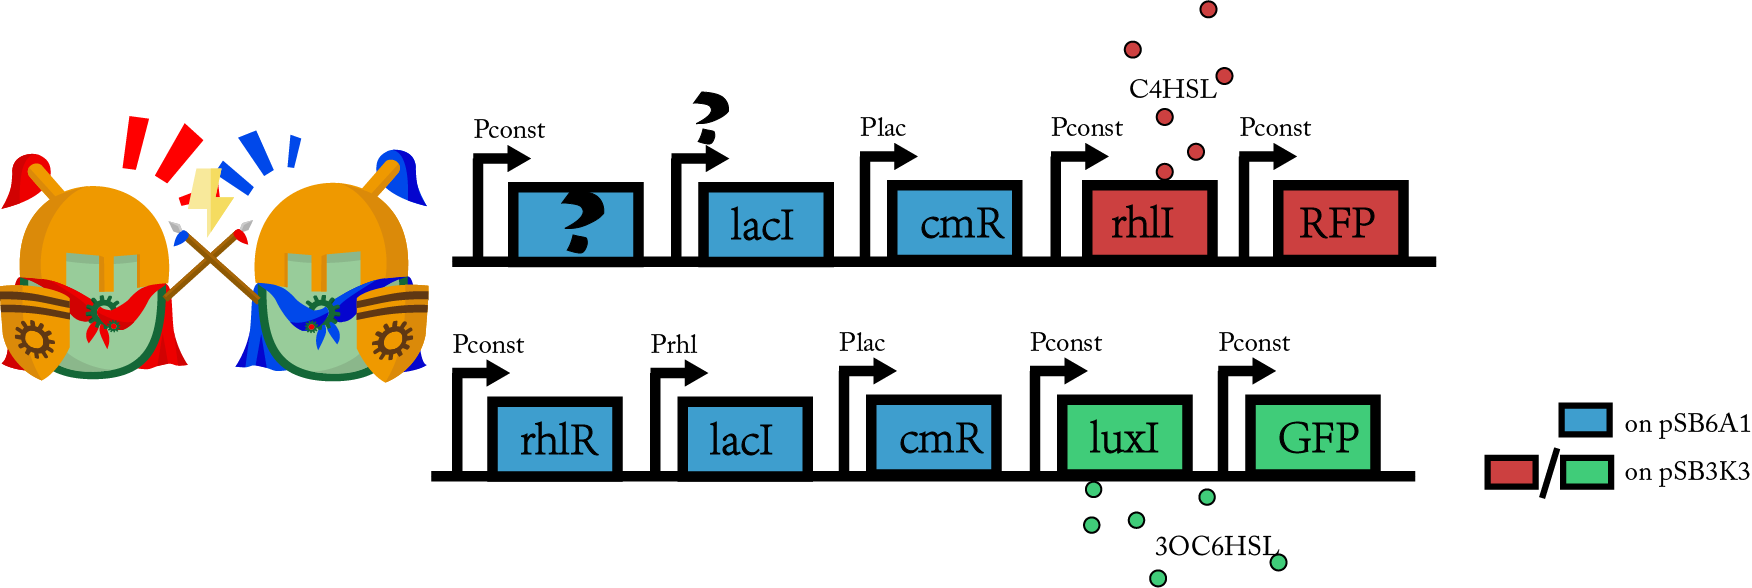 C4HSL
Pconst ? Plac Pconst Pconst
? lacI cmR rhlI RFP
Pconst Prhl Plac Pconst Pconst
rhlR lacI cmR luxI GFP
on pSB6A1
on pSB3K3
3OC6HSL